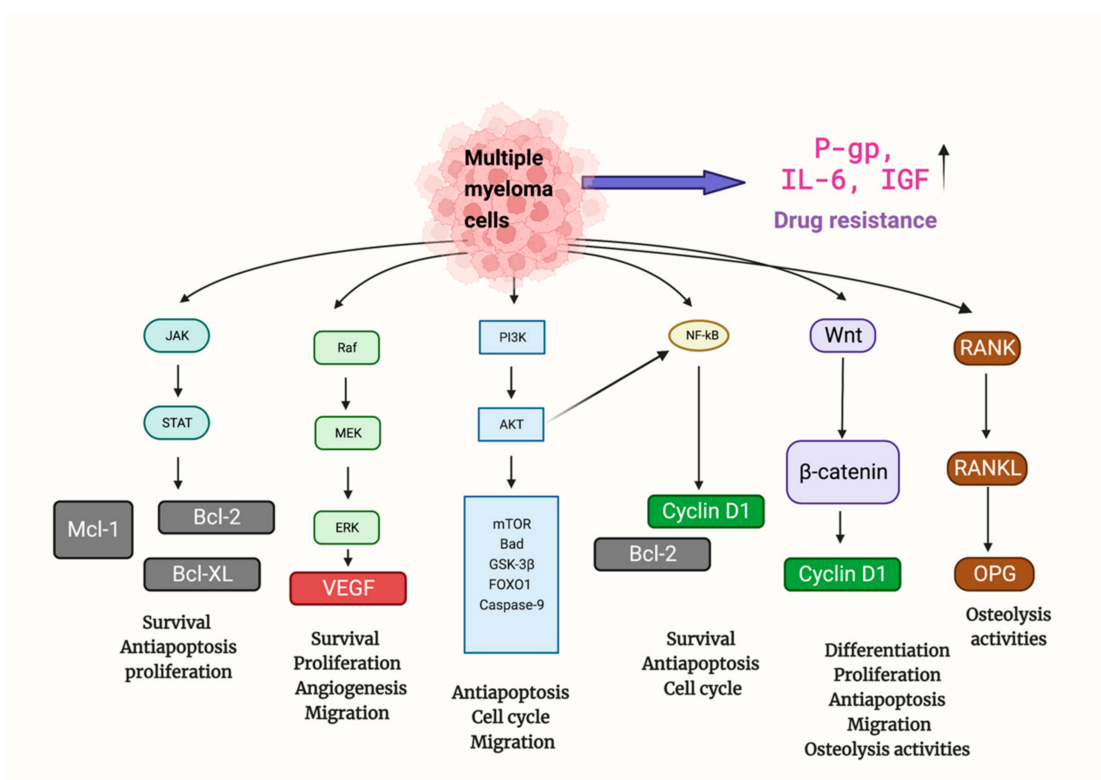 Multiple
myeloma
cells
P-gp,
IL-6, IGF
Drug resistance
JAK
STAT
Mcl-1
Bcl-2
Bcl-XL
Survival
Antiapoptosis
proliferation
Raf
MEK
ERK
VEGF
Survival
Proliferation
Angiogenesis
Migration
PI3K
AKT
mTOR
Bad
GSK-3β
FOXO1
Caspase-9
Antiapoptosis
Cell cycle
Migration
NF-kB
Cyclin D1
Bcl-2
Survival
Antiapoptosis
Cell cycle
Wnt
β-catenin
Cyclin D1
Differentiation
Proliferation
Antiapoptosis
Migration
Osteolysis activities
RANK
RANKL
OPG
Osteolysis
activities